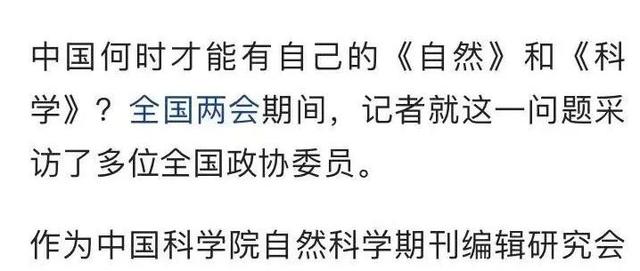 中国何时才能有自己的《自然》和《科
学》？全国两会期间，记者就这一问题采
访了多位全国政协委员。
作为中国科学院自然科学期刊编辑研究会